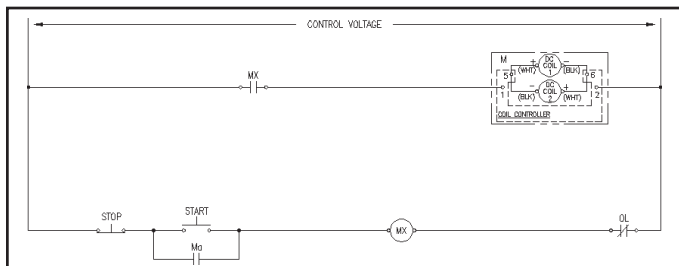 CONTROL VOLTAGE
MX
M
+ DC COIL 1 −
(WHT) (BLK)
5 6
1 2
− DC COIL 2 +
(BLK) (WHT)
COIL CONTROLLER
STOP
START
Ma
MX
OL